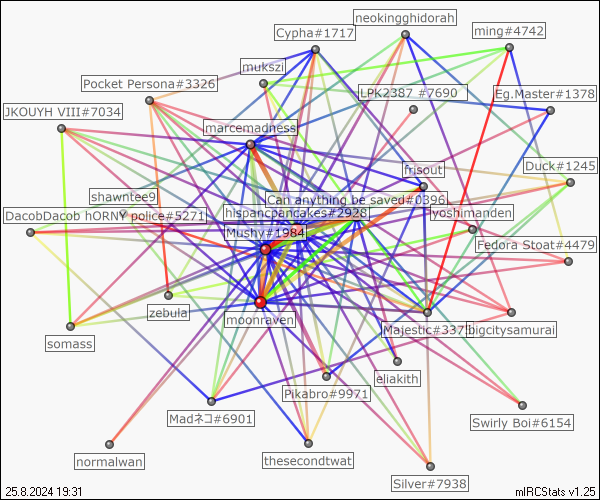 neokingghidorah
Cypha#1717
ming#4742
mukszi
Pocket Persona#3326
LPK2387 #7690
Eg.Master#1378
JKOUYH VIII#7034
marcemadness
Duck#1245
frisout
shawntee9
Can anything be saved#0396
DacobDacob hORNY police#5271
hispancpandakes#2928
yoshimanden
Mushy#1984
Fedora Stoat#4479
zebula
moonraven
Majestic#337
bigcitysamurai
somass
eliakith
Pikabro#9971
Madネコ#6901
Swirly Boi#6154
normalwan
thesecondtwat
Silver#7938
25.8.2024 19:31
mIRCStats v1.25